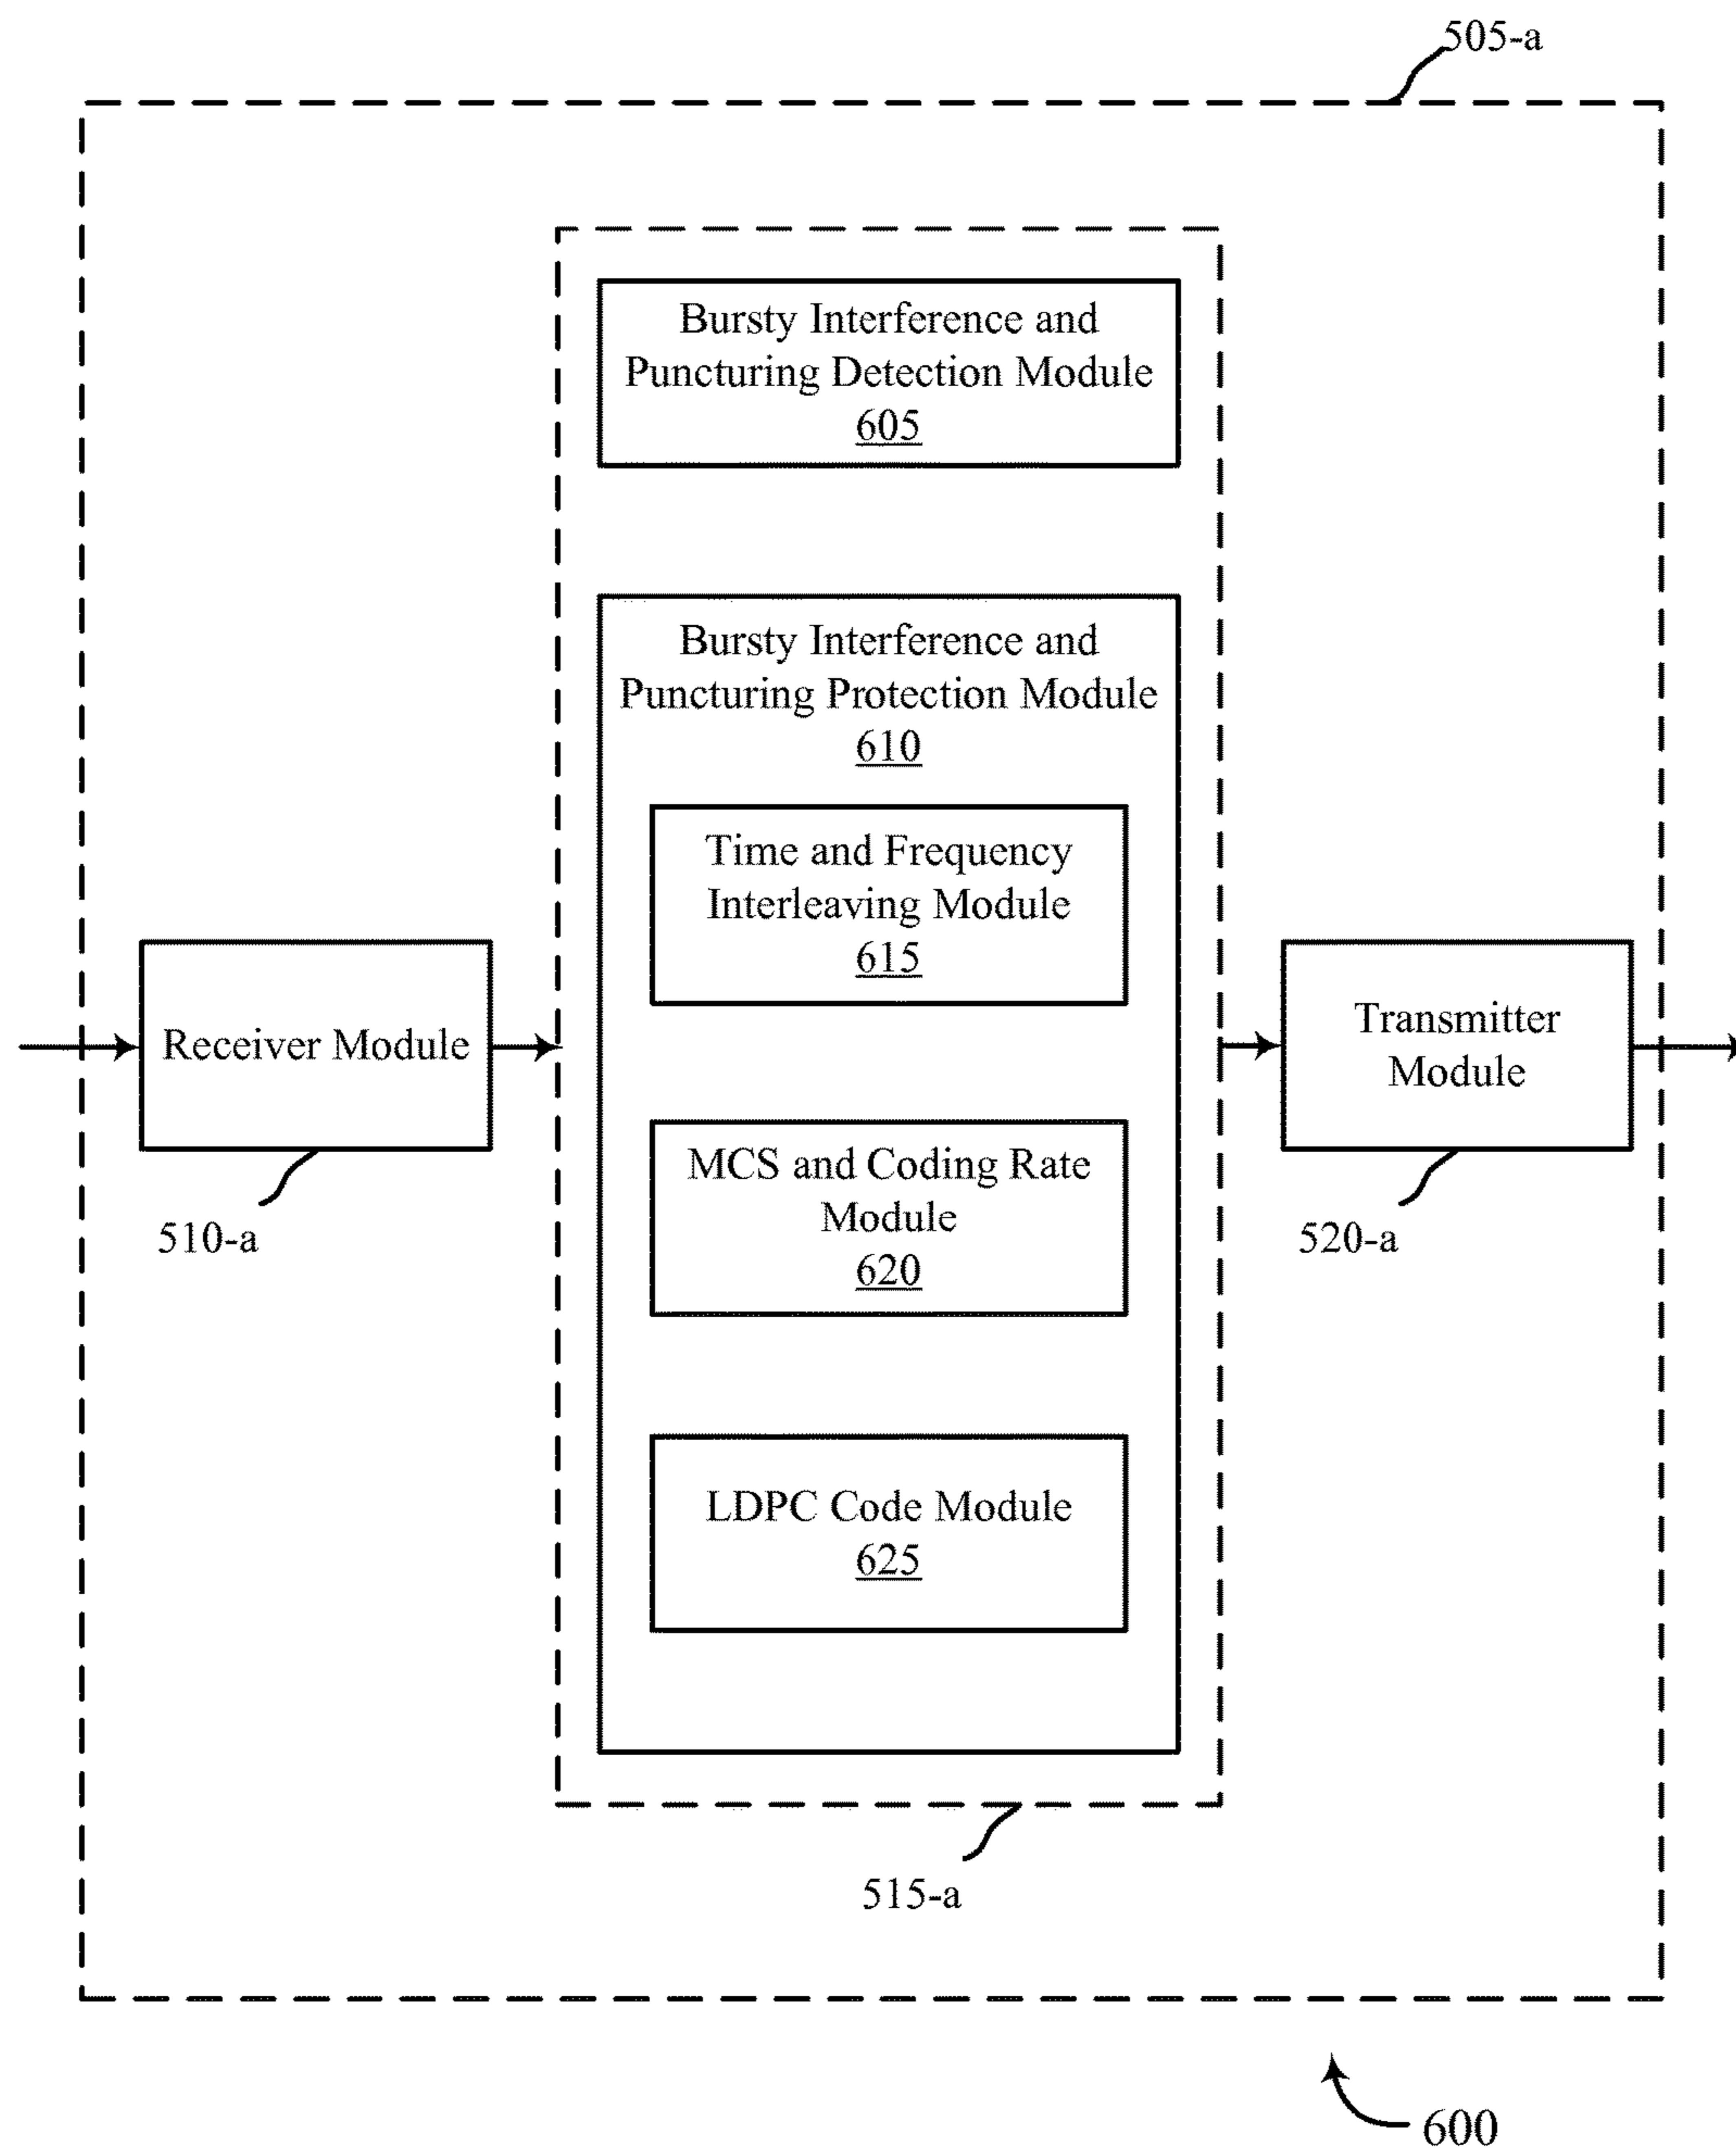 505-a
Bursty Interference and
Puncturing Detection Module
605
Bursty Interference and
Puncturing Protection Module
610
Time and Frequency
Interleaving Module
615
Receiver Module
Transmitter
Module
MCS and Coding Rate
Module
620
510-a
520-a
LDPC Code Module
625
515-a
600